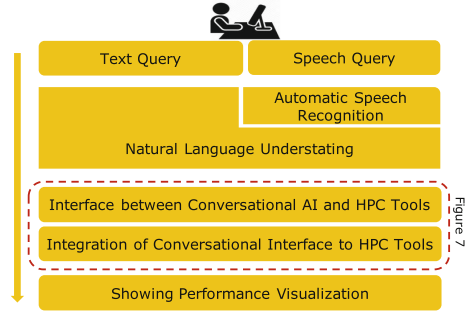 Text Query
Speech Query
Automatic Speech
Recognition
Natural Language Understating
Interface between Conversational AI and HPC Tools
Integration of Conversational Interface to HPC Tools
Figure 7
Showing Performance Visualization